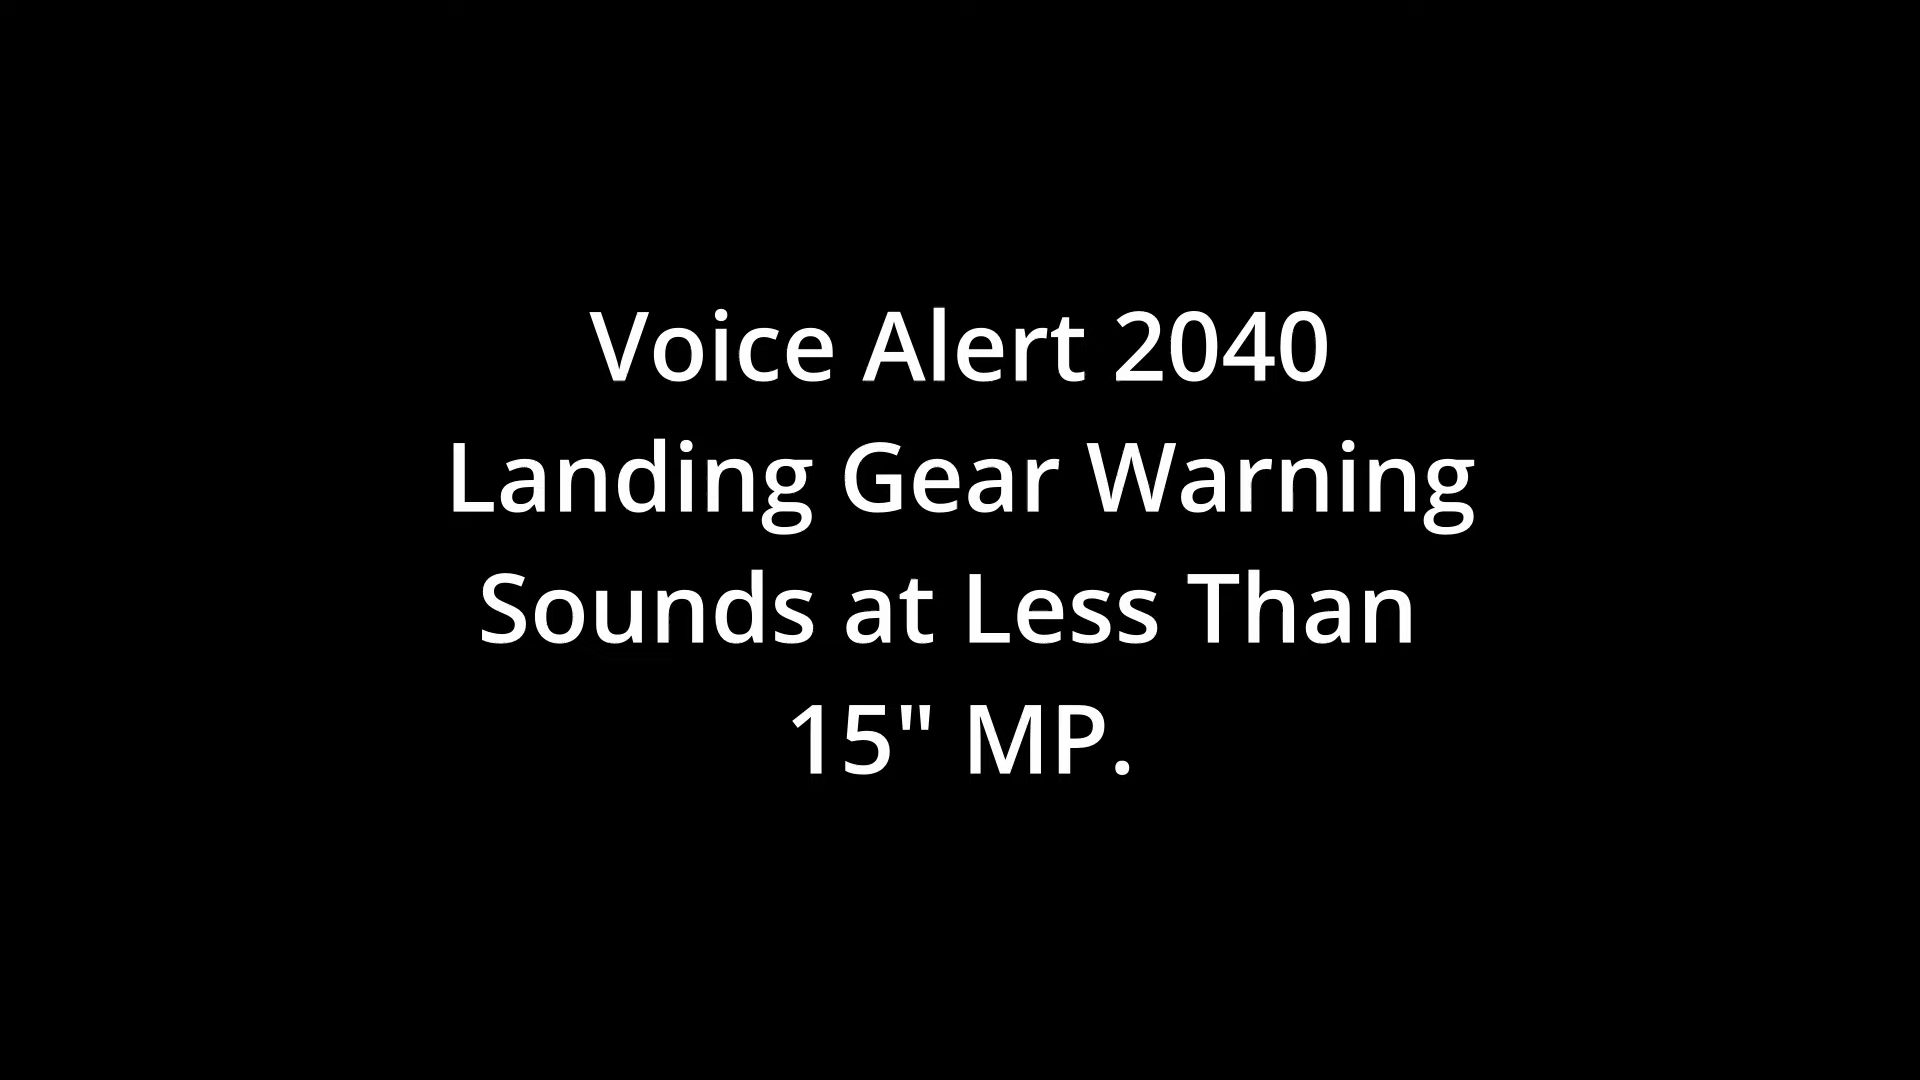 Voice Alert 2040
Landing Gear Warning
Sounds at Less Than
15" MP.